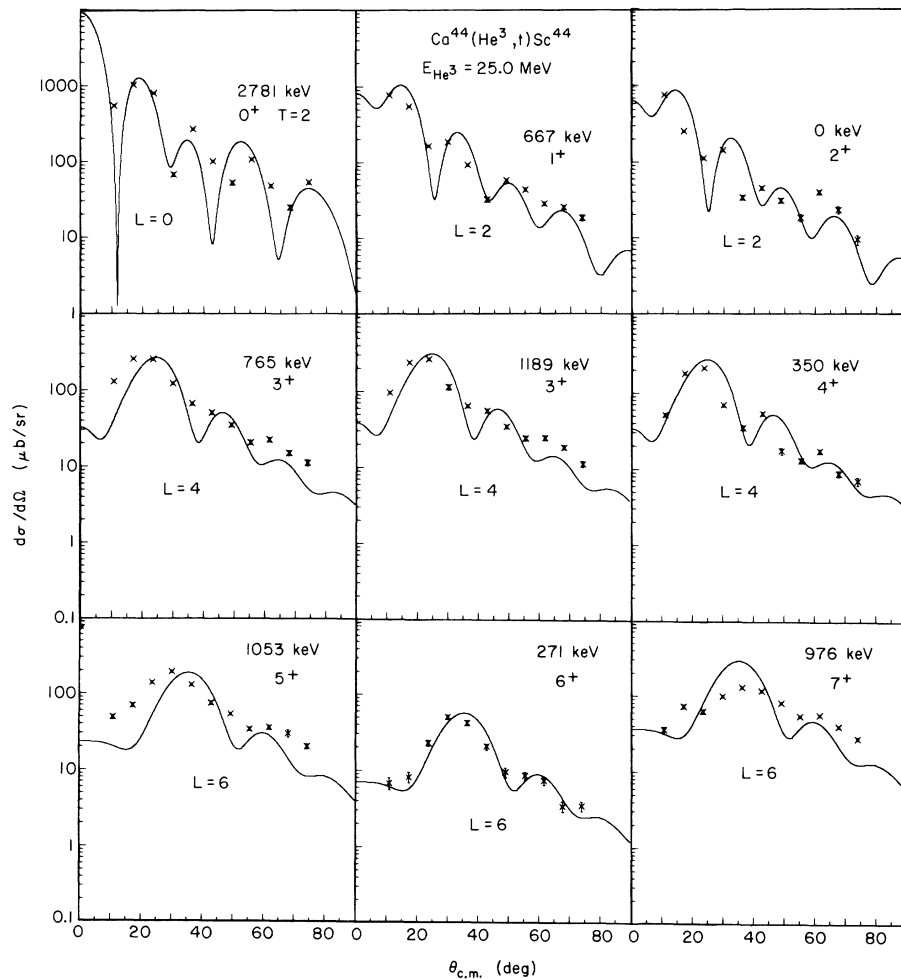 Ca⁴⁴(He³,t)Sc⁴⁴
E_He³ = 25.0 MeV
1000
100
10
1
2781 keV
0⁺ T=2
L=0
667 keV
1⁺
L=2
0 keV
2⁺
L=2
100
10
1
0.1
765 keV
3⁺
L=4
1189 keV
3⁺
L=4
350 keV
4⁺
L=4
dσ/dΩ (μb/sr)
100
10
1
0.1
1053 keV
5⁺
L=6
271 keV
6⁺
L=6
976 keV
7⁺
L=6
0 20 40 60 80 0 20 40 60 80 0 20 40 60 80
θc.m. (deg)